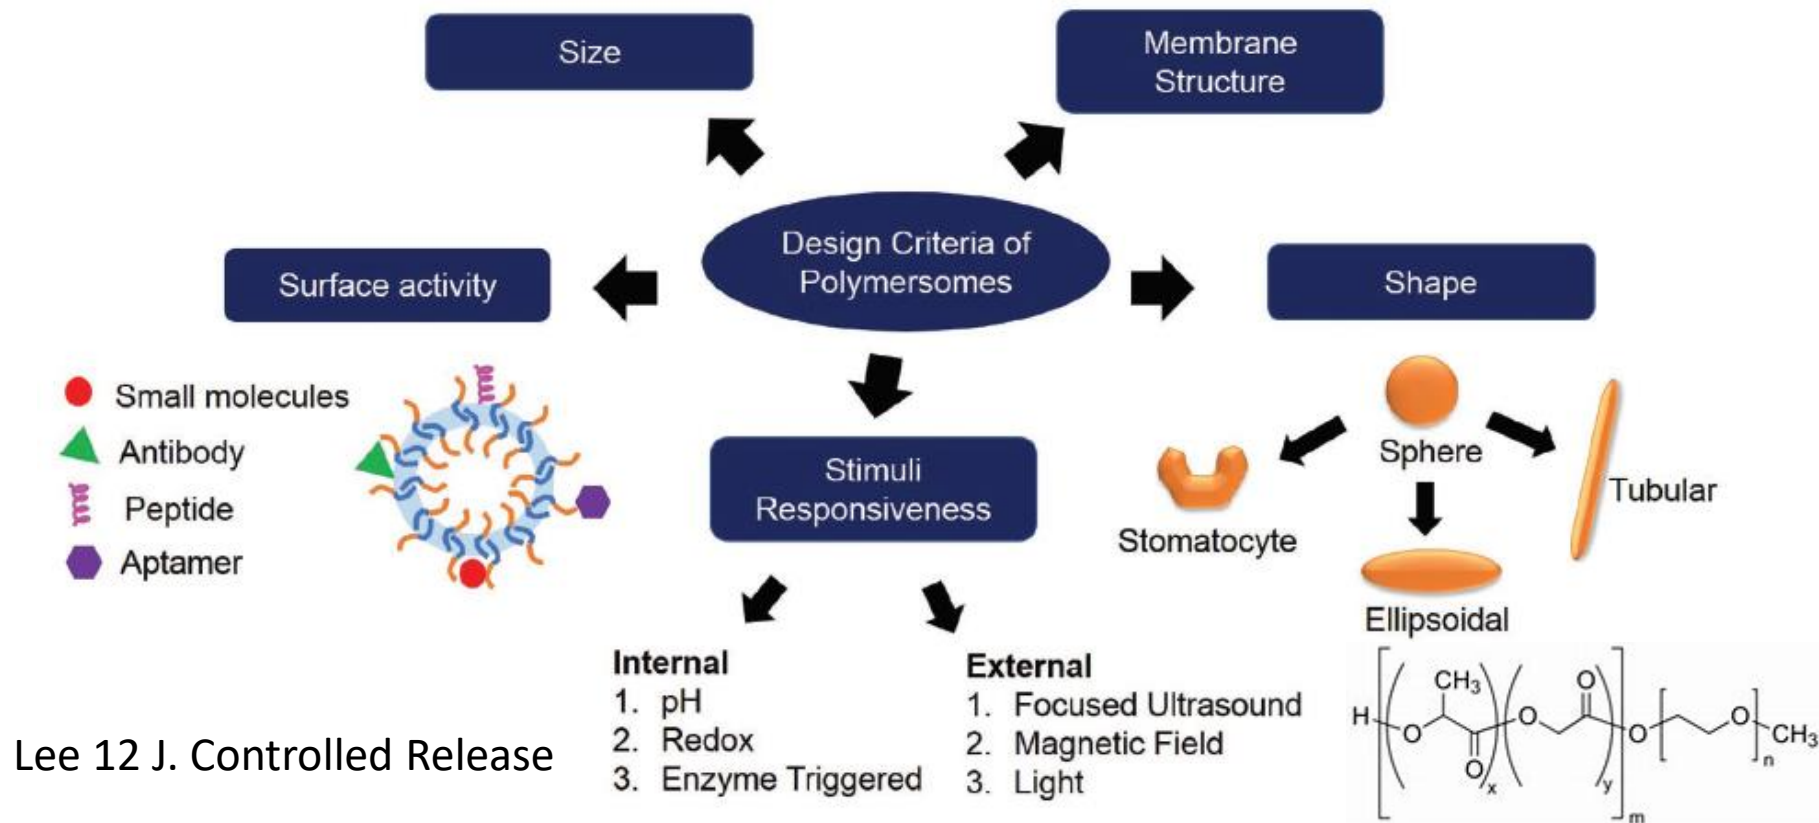 Size
Membrane
Structure
Design Criteria of
Polymersomes
Surface activity
Shape
Small molecules
Antibody
Peptide
Aptamer
Stimuli
Responsiveness
Sphere
Stomatocyte
Tubular
Ellipsoidal
Internal
1. pH
2. Redox
3. Enzyme Triggered
External
1. Focused Ultrasound
2. Magnetic Field
3. Light
Lee 12 J. Controlled Release
CH3 O
H O O x O y O m O n CH3